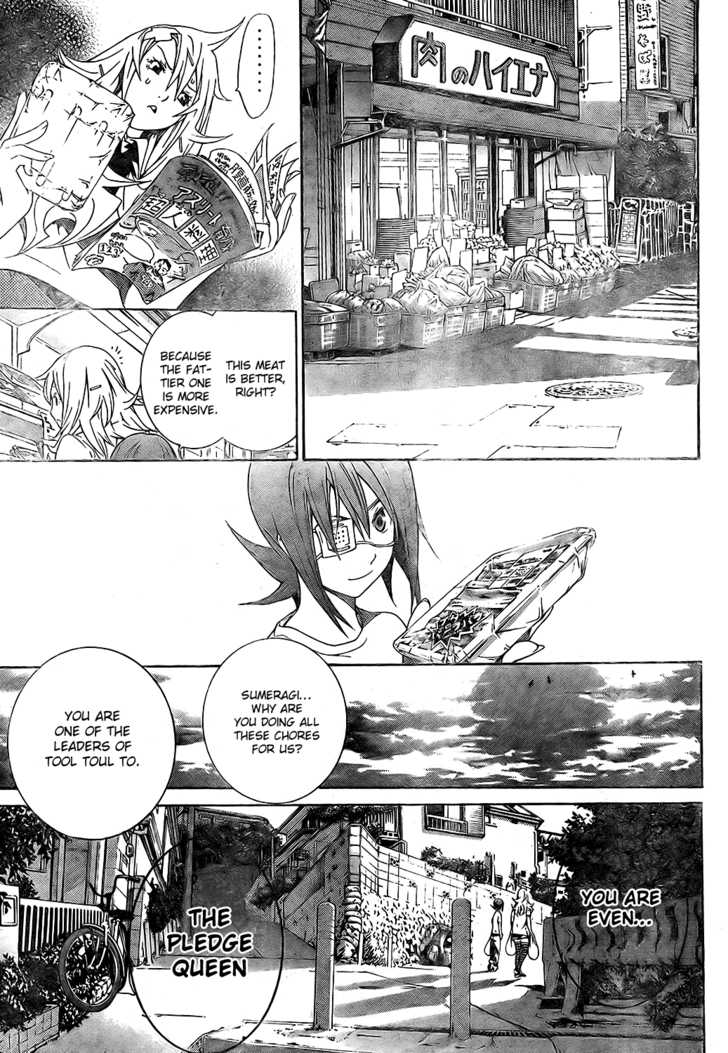 肉のハイエナ
......
アスリート
超人料理
THIS MEAT
IS BETTER,
RIGHT?
BECAUSE
THE FAT-
TIER ONE
IS MORE
EXPENSIVE.
SUMERAGI...
WHY ARE
YOU DOING ALL
THESE CHORES
FOR US?
YOU ARE
ONE OF THE
LEADERS OF
TOOL TOUL TO.
YOU ARE
EVEN...
THE
PLEDGE
QUEEN